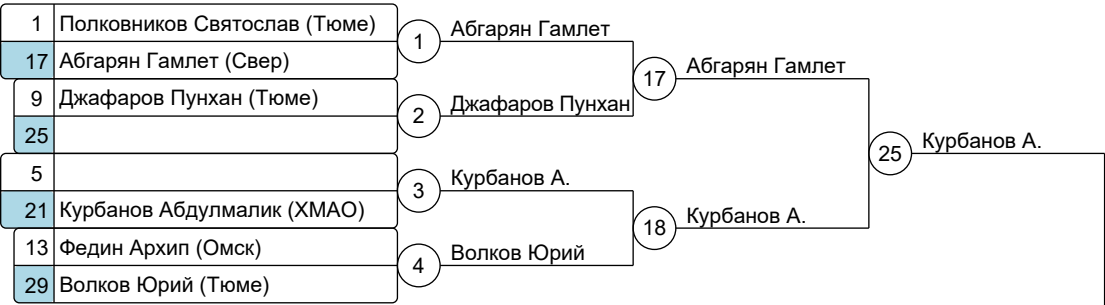 1 Полковников Святослав (Тюме)
17 Абгарян Гамлет (Свер)
1 Абгарян Гамлет
9 Джафаров Пунхан (Тюме)
25
2 Джафаров Пунхан
17 Абгарян Гамлет
5
21 Курбанов Абдулмалик (ХМАО)
3 Курбанов А.
13 Федин Архип (Омск)
29 Волков Юрий (Тюме)
4 Волков Юрий
18 Курбанов А.
25 Курбанов А.